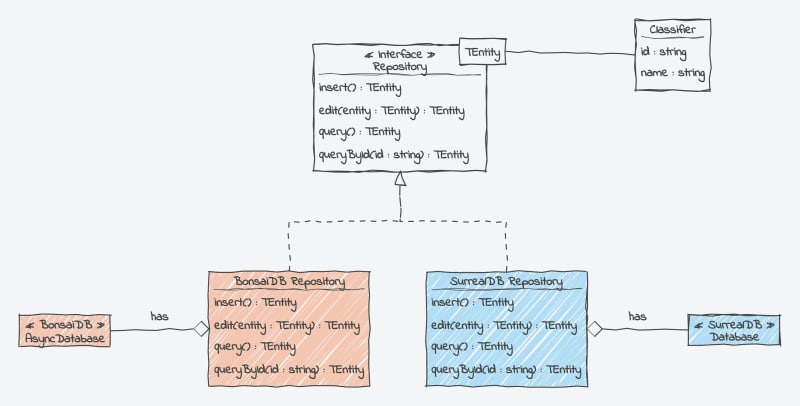 Classifier
id : string
name : string
« Interface »
Repository
TEntity
insert() : TEntity
edit(entity : TEntity) : TEntity
query() : TEntity
queryById(id : string) : TEntity
BonsaiDB Repository
insert() : TEntity
edit(entity : TEntity) : TEntity
query() : TEntity
queryById(id : string) : TEntity
SurrealDB Repository
insert() : TEntity
edit(entity : TEntity) : TEntity
query() : TEntity
queryById(id : string) : TEntity
« BonsaiDB »
AsyncDatabase
has
has
« SurrealDB »
Database